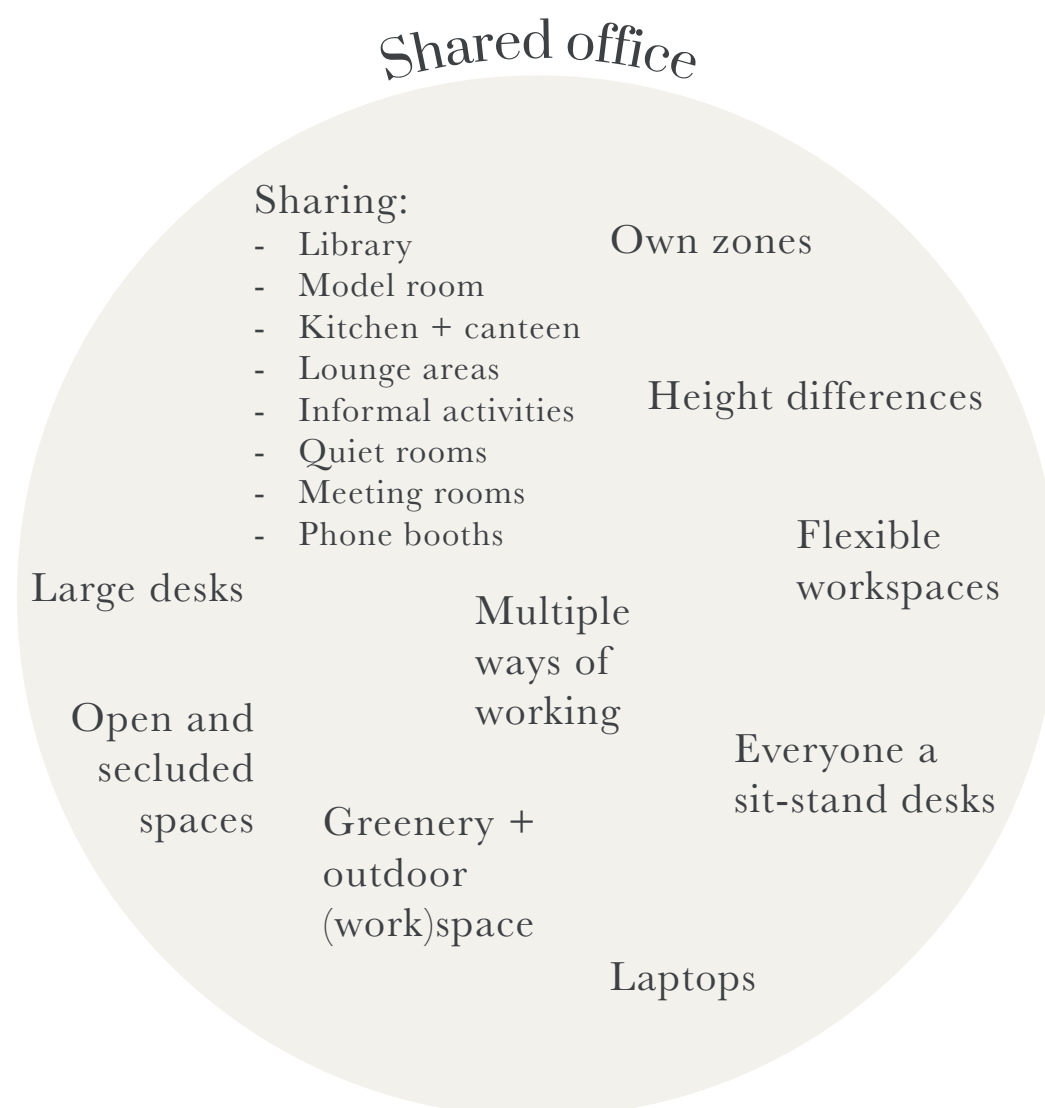 Shared office
Sharing:
- Library
- Model room
- Kitchen + canteen
- Lounge areas
- Informal activities
- Quiet rooms
- Meeting rooms
- Phone booths
Own zones
Height differences
Flexible
workspaces
Large desks
Multiple
ways of
working
Open and
secluded
spaces
Everyone a
sit-stand desks
Greenery +
outdoor
(work)space
Laptops